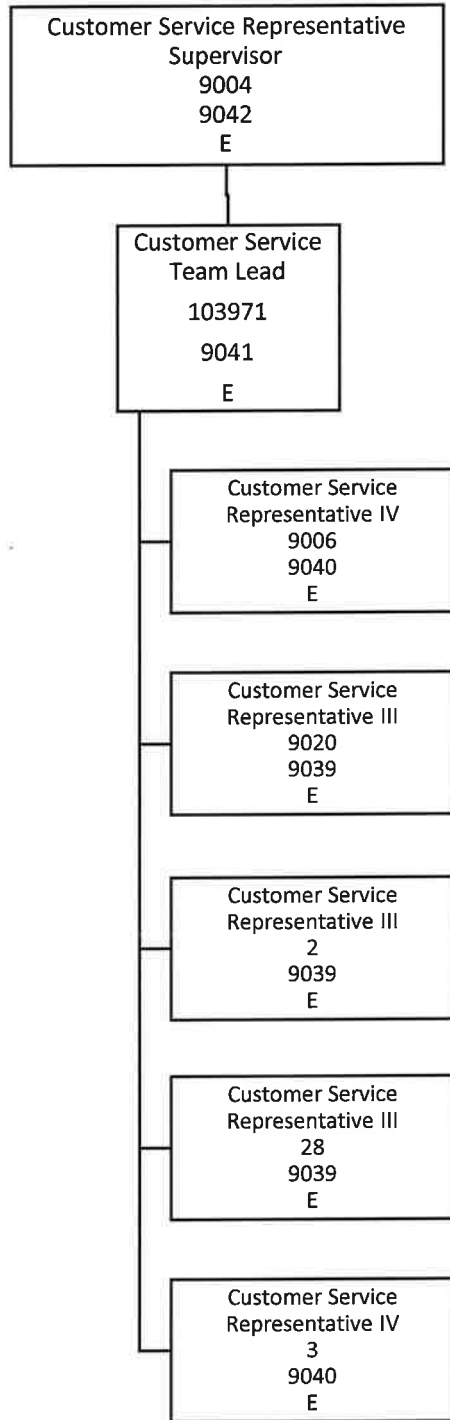 Customer Service Representative
Supervisor
9004
9042
E
Customer Service
Team Lead
103971
9041
E
Customer Service
Representative IV
9006
9040
E
Customer Service
Representative III
9020
9039
E
Customer Service
Representative III
2
9039
E
Customer Service
Representative III
28
9039
E
Customer Service
Representative IV
3
9040
E